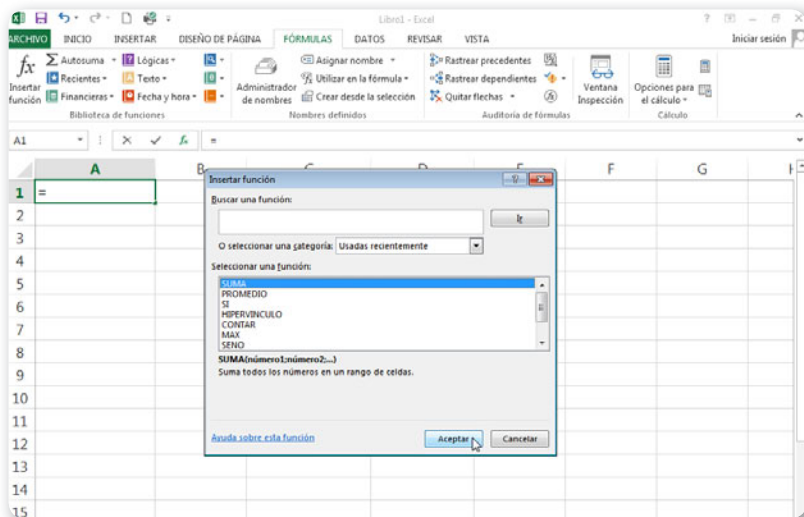 Libro1 - Excel
ARCHIVO INICIO INSERTAR DISEÑO DE PÁGINA FÓRMULAS DATOS REVISAR VISTA Iniciar sesión
fx Insertar función
Σ Autosuma Lógicas
Recientes Texto
Financieras Fecha y hora
Biblioteca de funciones
Administrador de nombres
Asignar nombre
Utilizar en la fórmula
Crear desde la selección
Nombres definidos
Rastrear precedentes
Rastrear dependientes
Quitar flechas
Auditoría de fórmulas
Ventana Inspección
Opciones para el cálculo
Cálculo
A1 fx =
A B C D E F G H
1 =
2
3
4
5
6
7
8
9
10
11
12
13
14
15
Insertar función
Buscar una función:
Ir
O seleccionar una categoría: Usadas recientemente
Seleccionar una función:
SUMA
PROMEDIO
SI
HIPERVINCULO
CONTAR
MAX
SENO
SUMA(número1;número2;...)
Suma todos los números en un rango de celdas.
Ayuda sobre esta función Aceptar Cancelar